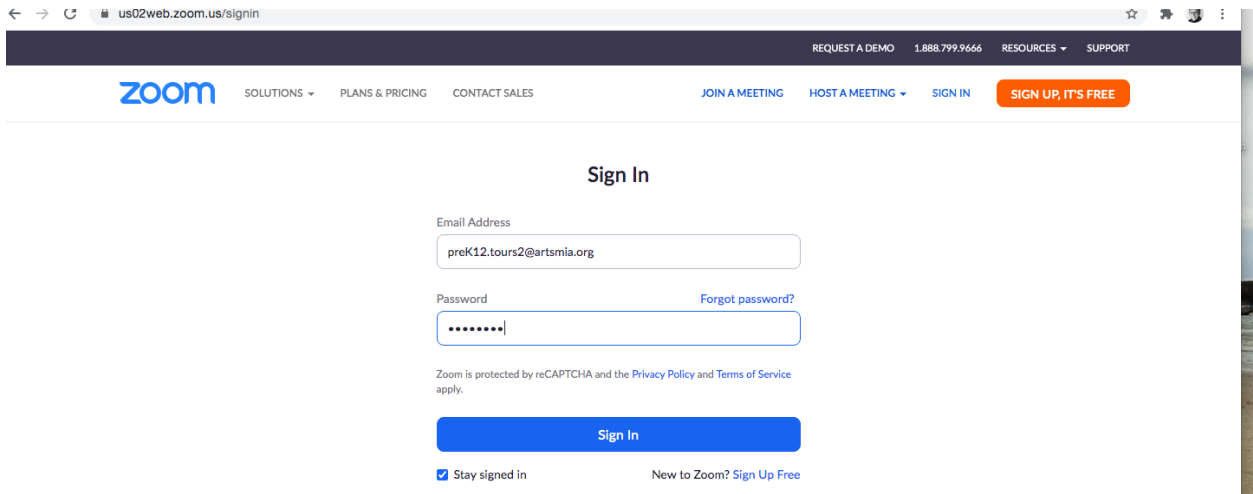 us02web.zoom.us/signin
REQUEST A DEMO 1.888.799.9666 RESOURCES SUPPORT
zoom SOLUTIONS PLANS & PRICING CONTACT SALES JOIN A MEETING HOST A MEETING SIGN IN SIGN UP, IT'S FREE
Sign In
Email Address
preK12.tours2@artsmia.org
Password Forgot password?
••••••••
Zoom is protected by reCAPTCHA and the Privacy Policy and Terms of Service
apply.
Sign In
Stay signed in New to Zoom? Sign Up Free